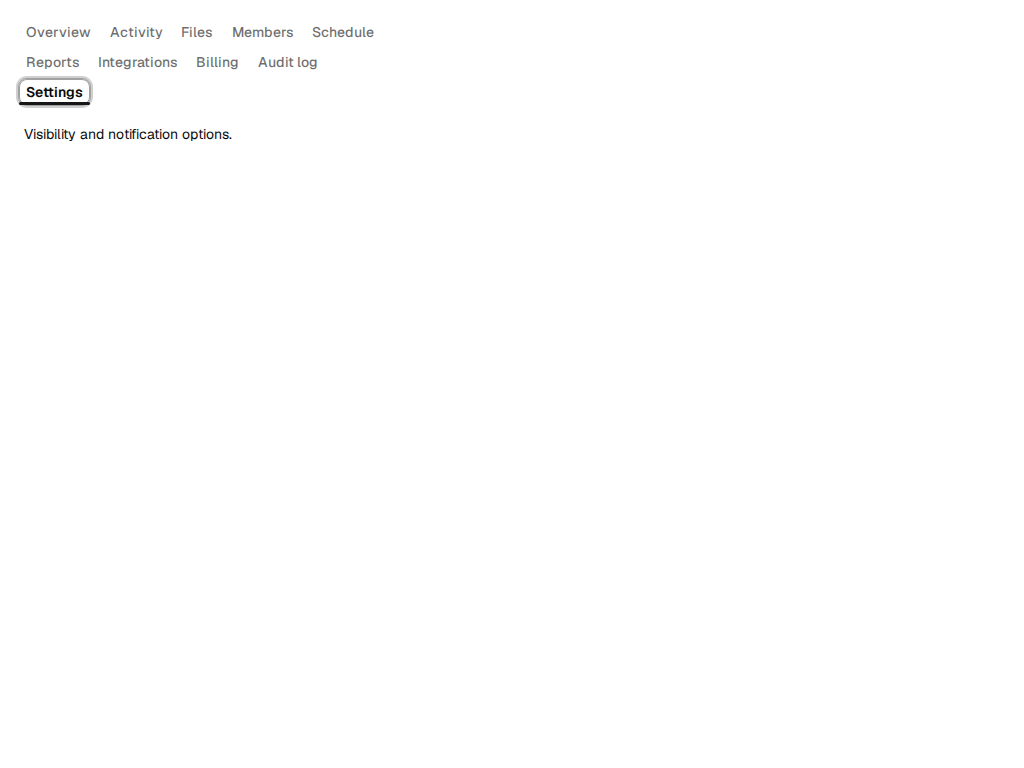 Overview Activity Files Members Schedule
Reports Integrations Billing Audit log
Settings
Visibility and notification options.